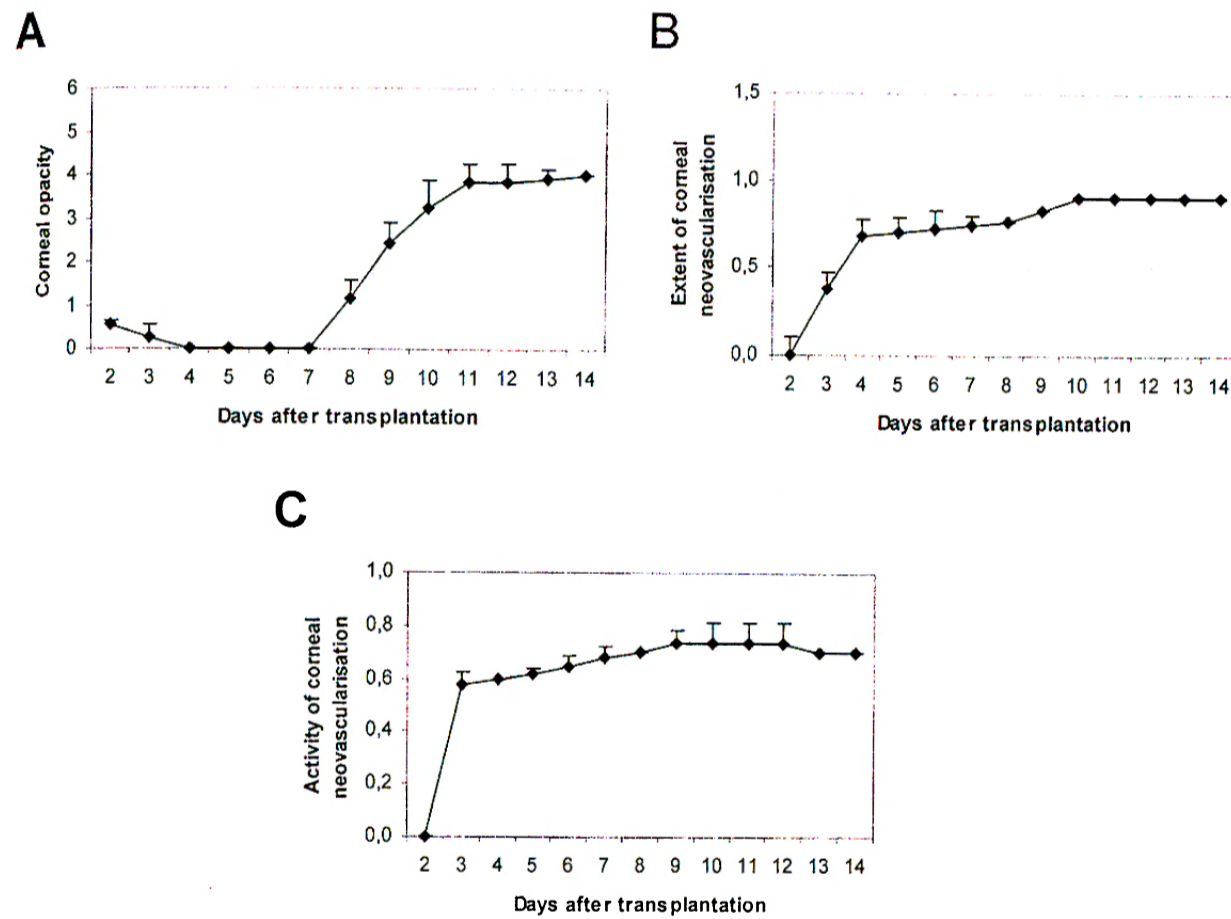 A
Corneal opacity
6
5
4
3
2
1
0
2 3 4 5 6 7 8 9 10 11 12 13 14
Days after transplantation
B
Extent of corneal
neovascularisation
1,5
1,0
0,5
0,0
2 3 4 5 6 7 8 9 10 11 12 13 14
Days after transplantation
C
Activity of corneal
neovascularisation
1,0
0,8
0,6
0,4
0,2
0,0
2 3 4 5 6 7 8 9 10 11 12 13 14
Days after transplantation